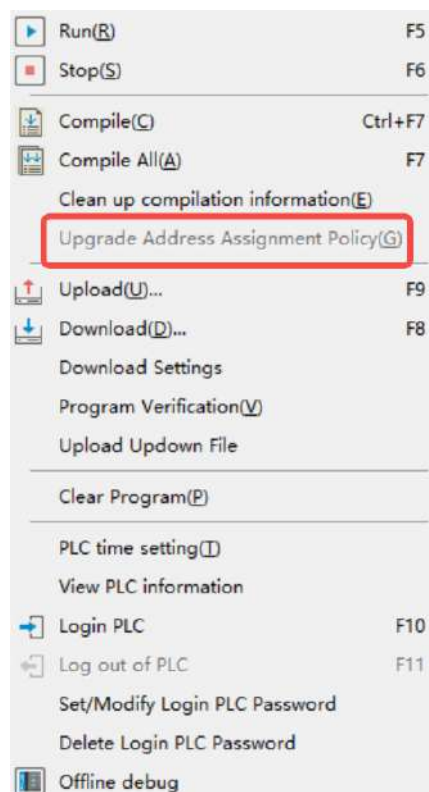 Run(R) F5
Stop(S) F6
Compile(C) Ctrl+F7
Compile All(A) F7
Clean up compilation information(E)
Upgrade Address Assignment Policy(G)
Upload(U)... F9
Download(D)... F8
Download Settings
Program Verification(V)
Upload Updown File
Clear Program(P)
PLC time setting(T)
View PLC information
Login PLC F10
Log out of PLC F11
Set/Modify Login PLC Password
Delete Login PLC Password
Offline debug